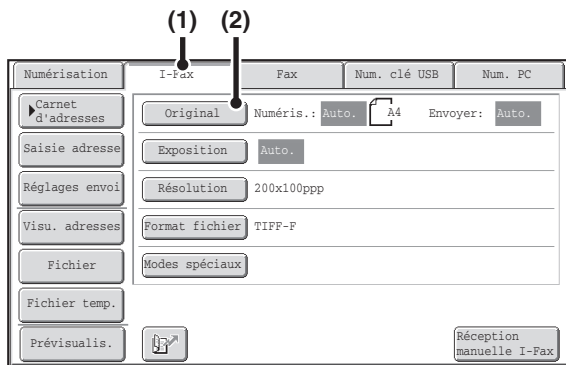 (1) (2)
Numérisation I-Fax Fax Num. clé USB Num. PC
Carnet d'adresses
Original Numéris.: Auto. A4 Envoyer: Auto.
Saisie adresse
Exposition Auto.
Réglages envoi
Résolution 200x100ppp
Visu. adresses
Format fichier TIFF-F
Fichier
Modes spéciaux
Fichier temp.
Prévisualis.
Réception
manuelle I-Fax